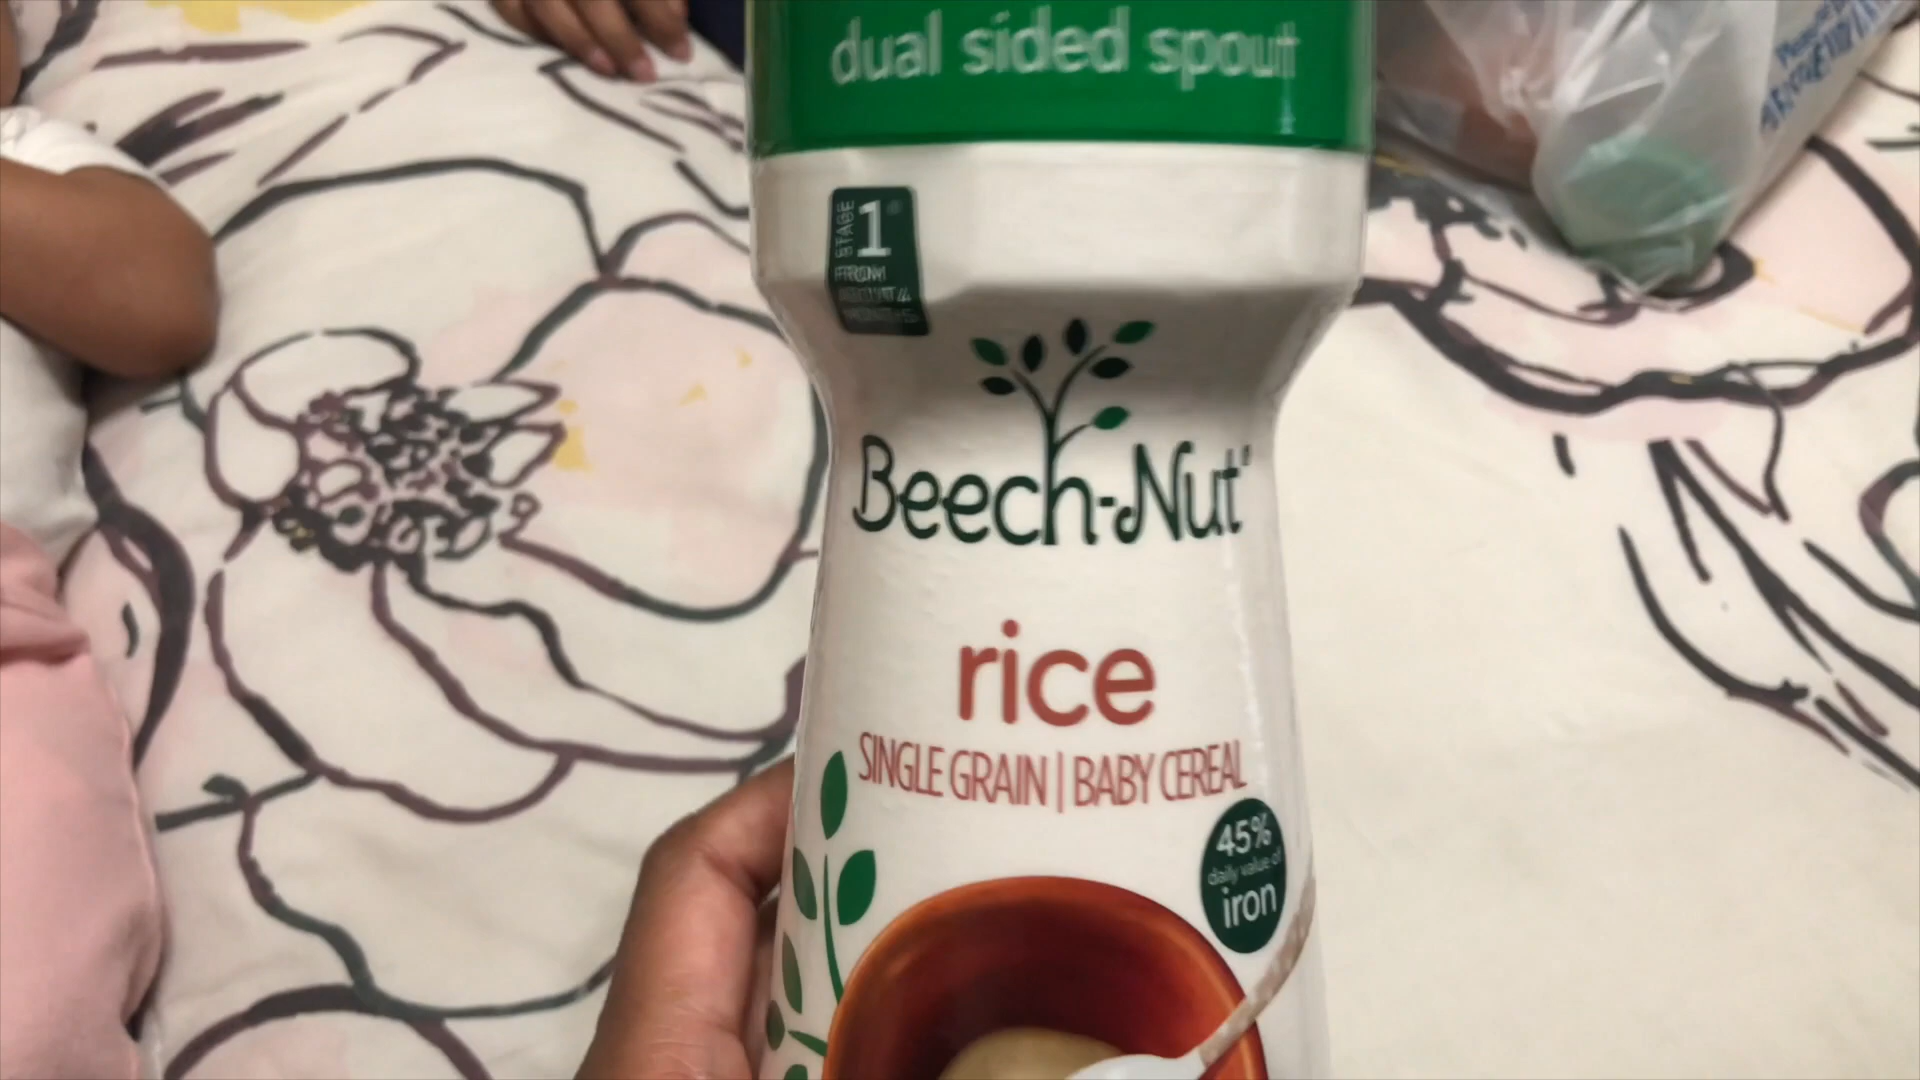 dual sided spout
STAGE
1
Beech-Nut
rice
SINGLE GRAIN | BABY CEREAL
45%
daily value of
iron